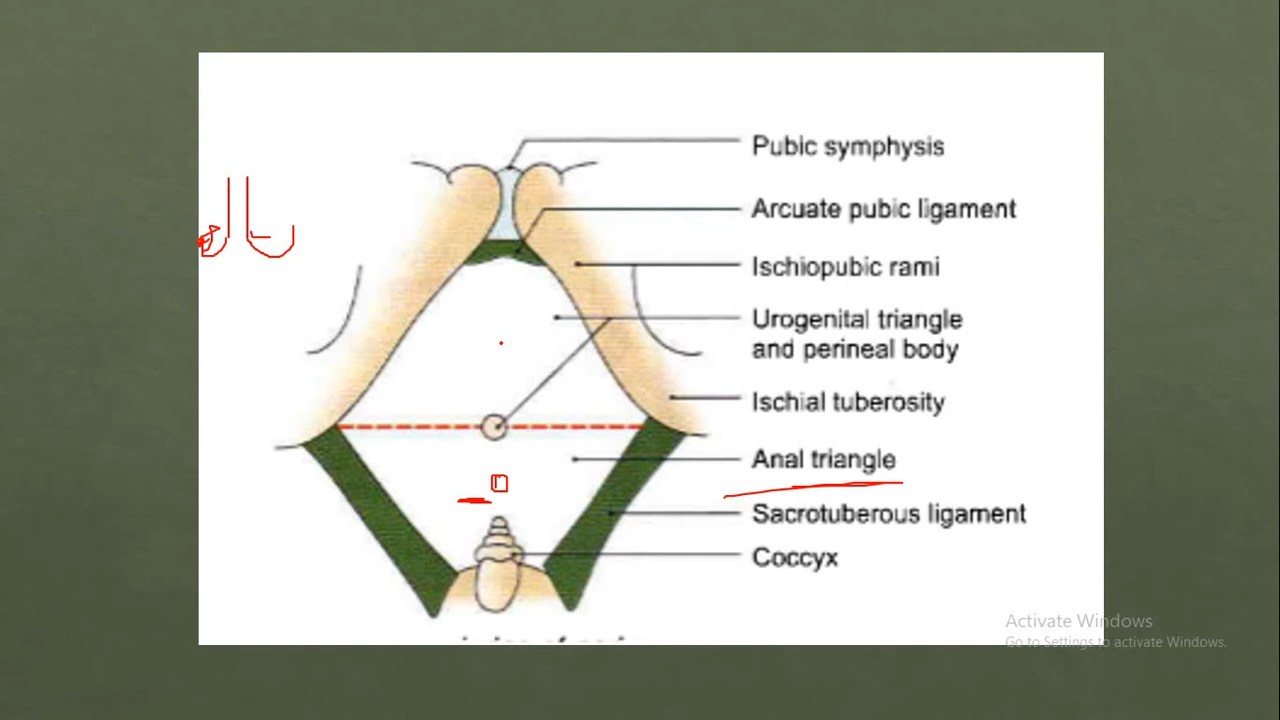 Pubic symphysis
Arcuate pubic ligament
Ischiopubic rami
Urogenital triangle
and perineal body
Ischial tuberosity
Anal triangle
Sacrotuberous ligament
Coccyx
Activate Windows
Go to Settings to activate Windows.